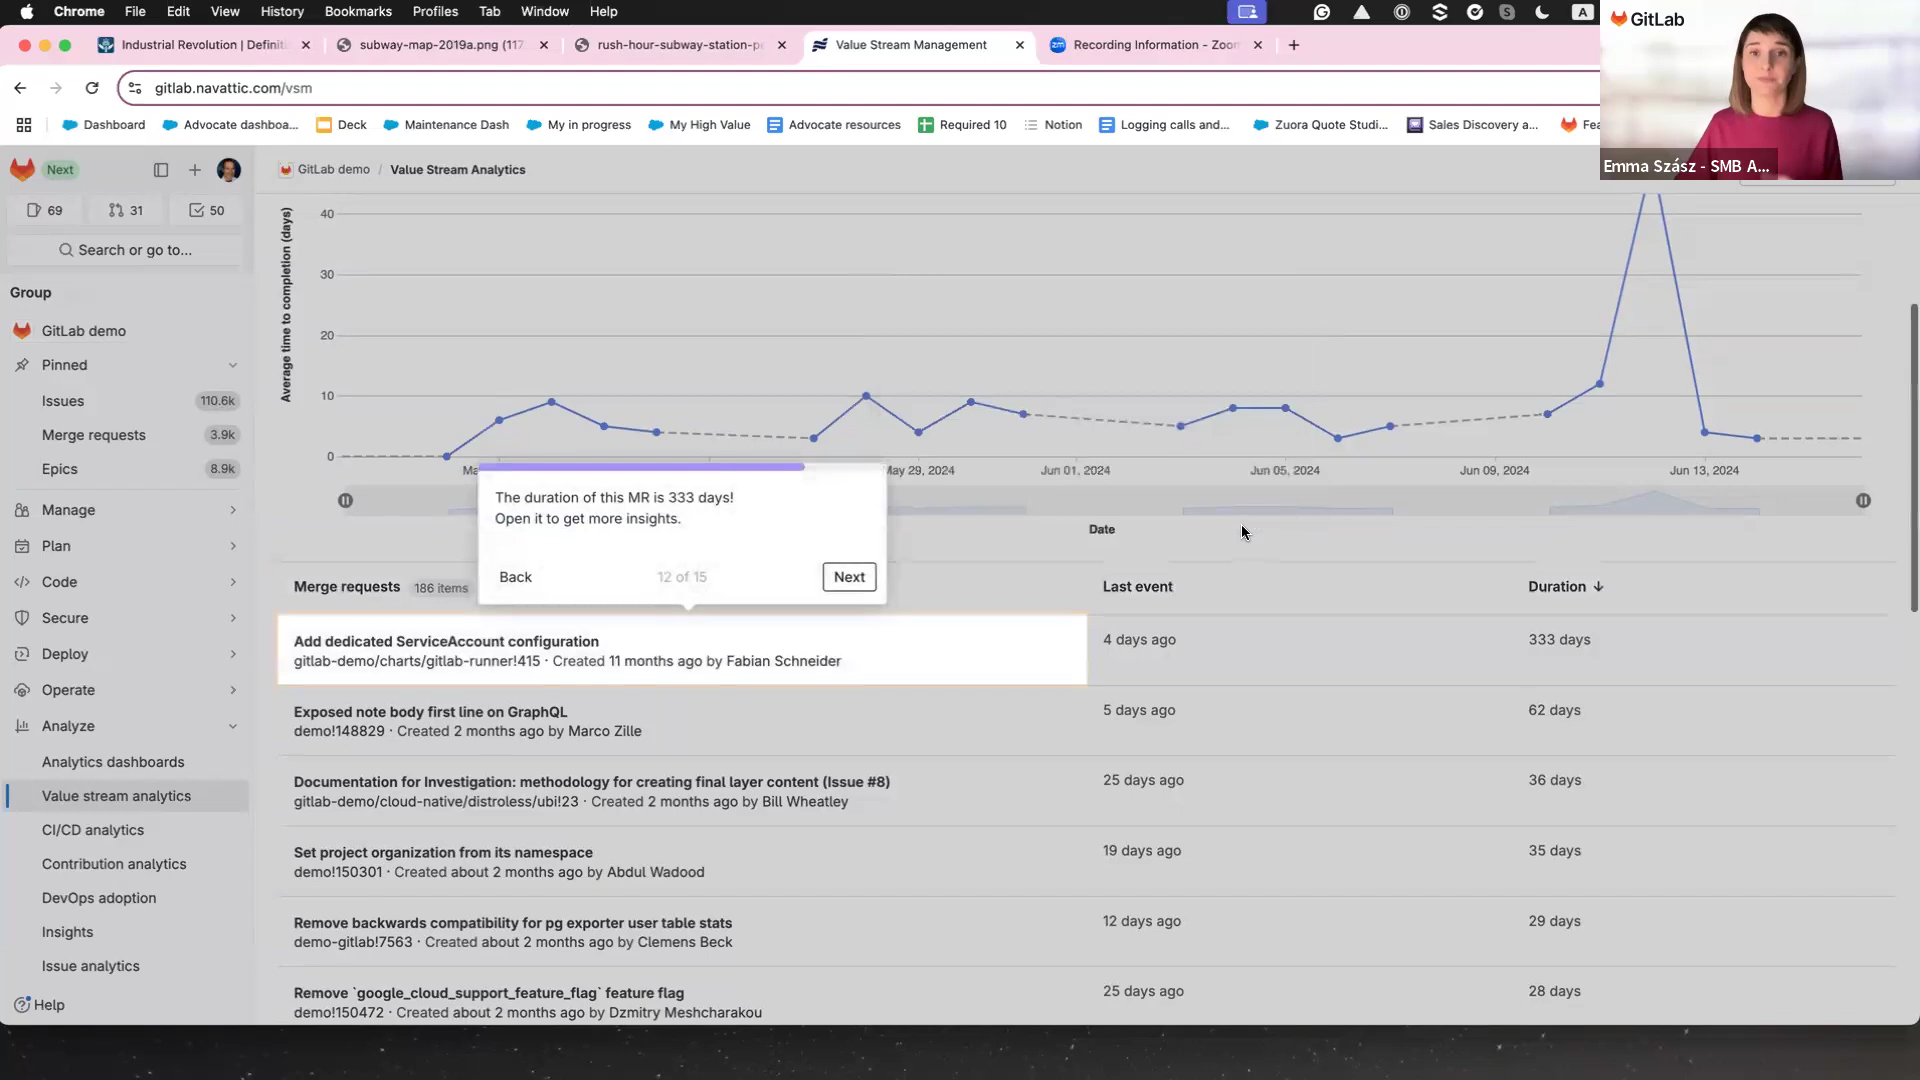 Chrome File Edit View History Bookmarks Profiles Tab Window Help
A
GitLab
Industrial Revolution | Definiti
subway-map-2019a.png (117
rush-hour-subway-station-pe
Value Stream Management
zm Recording Information - Zoom
gitlab.navattic.com/vsm
Dashboard
Advocate dashboa...
Deck
Maintenance Dash
My in progress
My High Value
Advocate resources
Required 10
Notion
Logging calls and...
Zuora Quote Studi...
Sales Discovery a...
Fea
Emma Szász - SMB A...
Next
GitLab demo / Value Stream Analytics
69 31 50
Search or go to...
Group
GitLab demo
Pinned
Issues 110.6k
Merge requests 3.9k
Epics 8.9k
Manage
Plan
Code
Secure
Deploy
Operate
Analyze
Analytics dashboards
Value stream analytics
CI/CD analytics
Contribution analytics
DevOps adoption
Insights
Issue analytics
Help
Average time to completion (days)
40
30
20
10
0
Ma
May 29, 2024
Jun 01, 2024
Jun 05, 2024
Jun 09, 2024
Jun 13, 2024
Date
The duration of this MR is 333 days!
Open it to get more insights.
Back 12 of 15 Next
Merge requests 186 items Last event Duration ↓
Add dedicated ServiceAccount configuration 4 days ago 333 days
gitlab-demo/charts/gitlab-runner!415 · Created 11 months ago by Fabian Schneider
Exposed note body first line on GraphQL 5 days ago 62 days
demo!148829 · Created 2 months ago by Marco Zille
Documentation for Investigation: methodology for creating final layer content (Issue #8) 25 days ago 36 days
gitlab-demo/cloud-native/distroless/ubi!23 · Created 2 months ago by Bill Wheatley
Set project organization from its namespace 19 days ago 35 days
demo!150301 · Created about 2 months ago by Abdul Wadood
Remove backwards compatibility for pg exporter user table stats 12 days ago 29 days
demo-gitlab!7563 · Created about 2 months ago by Clemens Beck
Remove `google_cloud_support_feature_flag` feature flag 25 days ago 28 days
demo!150472 · Created about 2 months ago by Dzmitry Meshcharakou